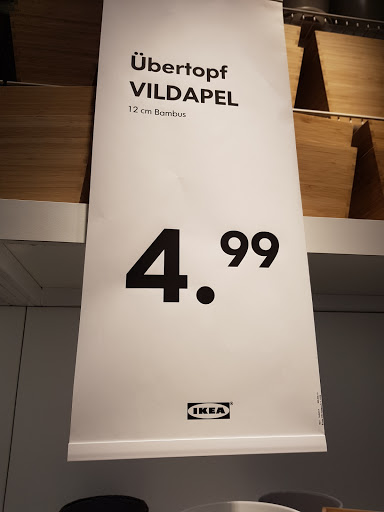 Übertopf
VILDAPEL
12 cm Bambus
4.99
IKEA